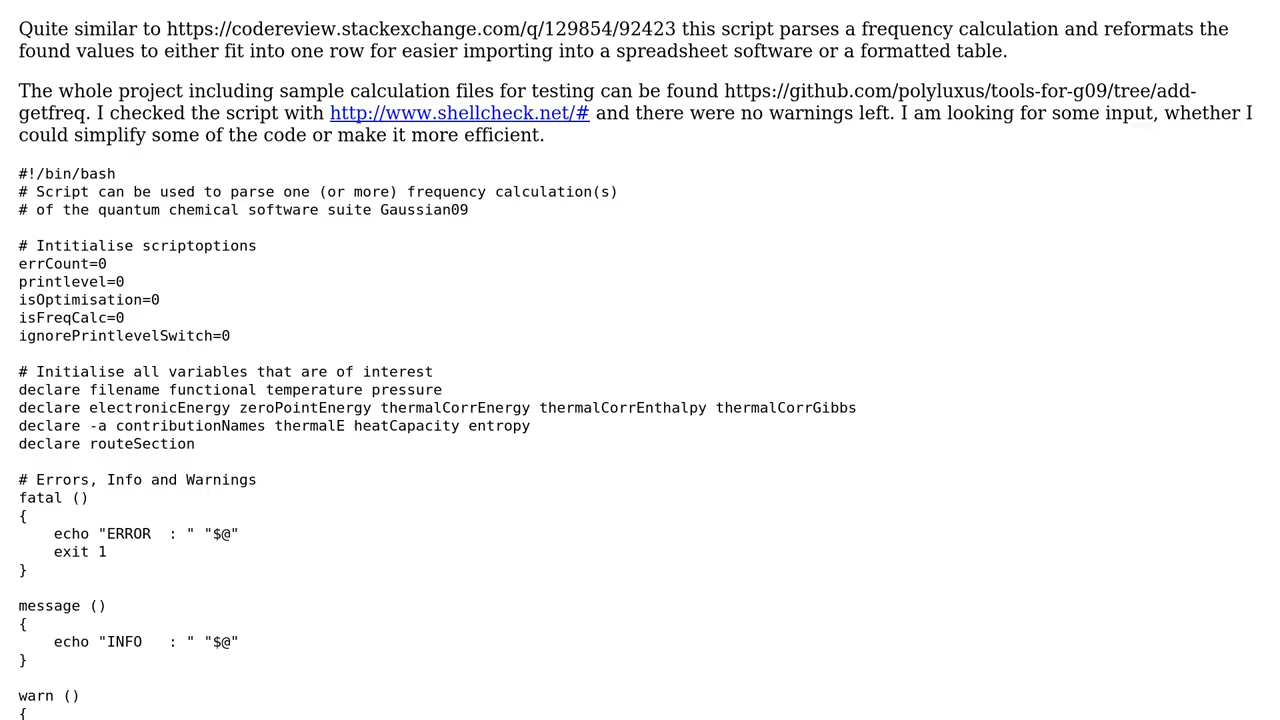 Quite similar to https://codereview.stackexchange.com/q/129854/92423 this script parses a frequency calculation and reformats the
found values to either fit into one row for easier importing into a spreadsheet software or a formatted table.
The whole project including sample calculation files for testing can be found https://github.com/polyluxus/tools-for-g09/tree/add-
getfreq. I checked the script with http://www.shellcheck.net/# and there were no warnings left. I am looking for some input, whether I
could simplify some of the code or make it more efficient.
#!/bin/bash
# Script can be used to parse one (or more) frequency calculation(s)
# of the quantum chemical software suite Gaussian09
# Intitialise scriptoptions
errCount=0
printlevel=0
isOptimisation=0
isFreqCalc=0
ignorePrintlevelSwitch=0
# Initialise all variables that are of interest
declare filename functional temperature pressure
declare electronicEnergy zeroPointEnergy thermalCorrEnergy thermalCorrEnthalpy thermalCorrGibbs
declare -a contributionNames thermalE heatCapacity entropy
declare routeSection
# Errors, Info and Warnings
fatal ()
{
    echo "ERROR  : " "$@"
    exit 1
}
message ()
{
    echo "INFO   : " "$@"
}
warn ()
{